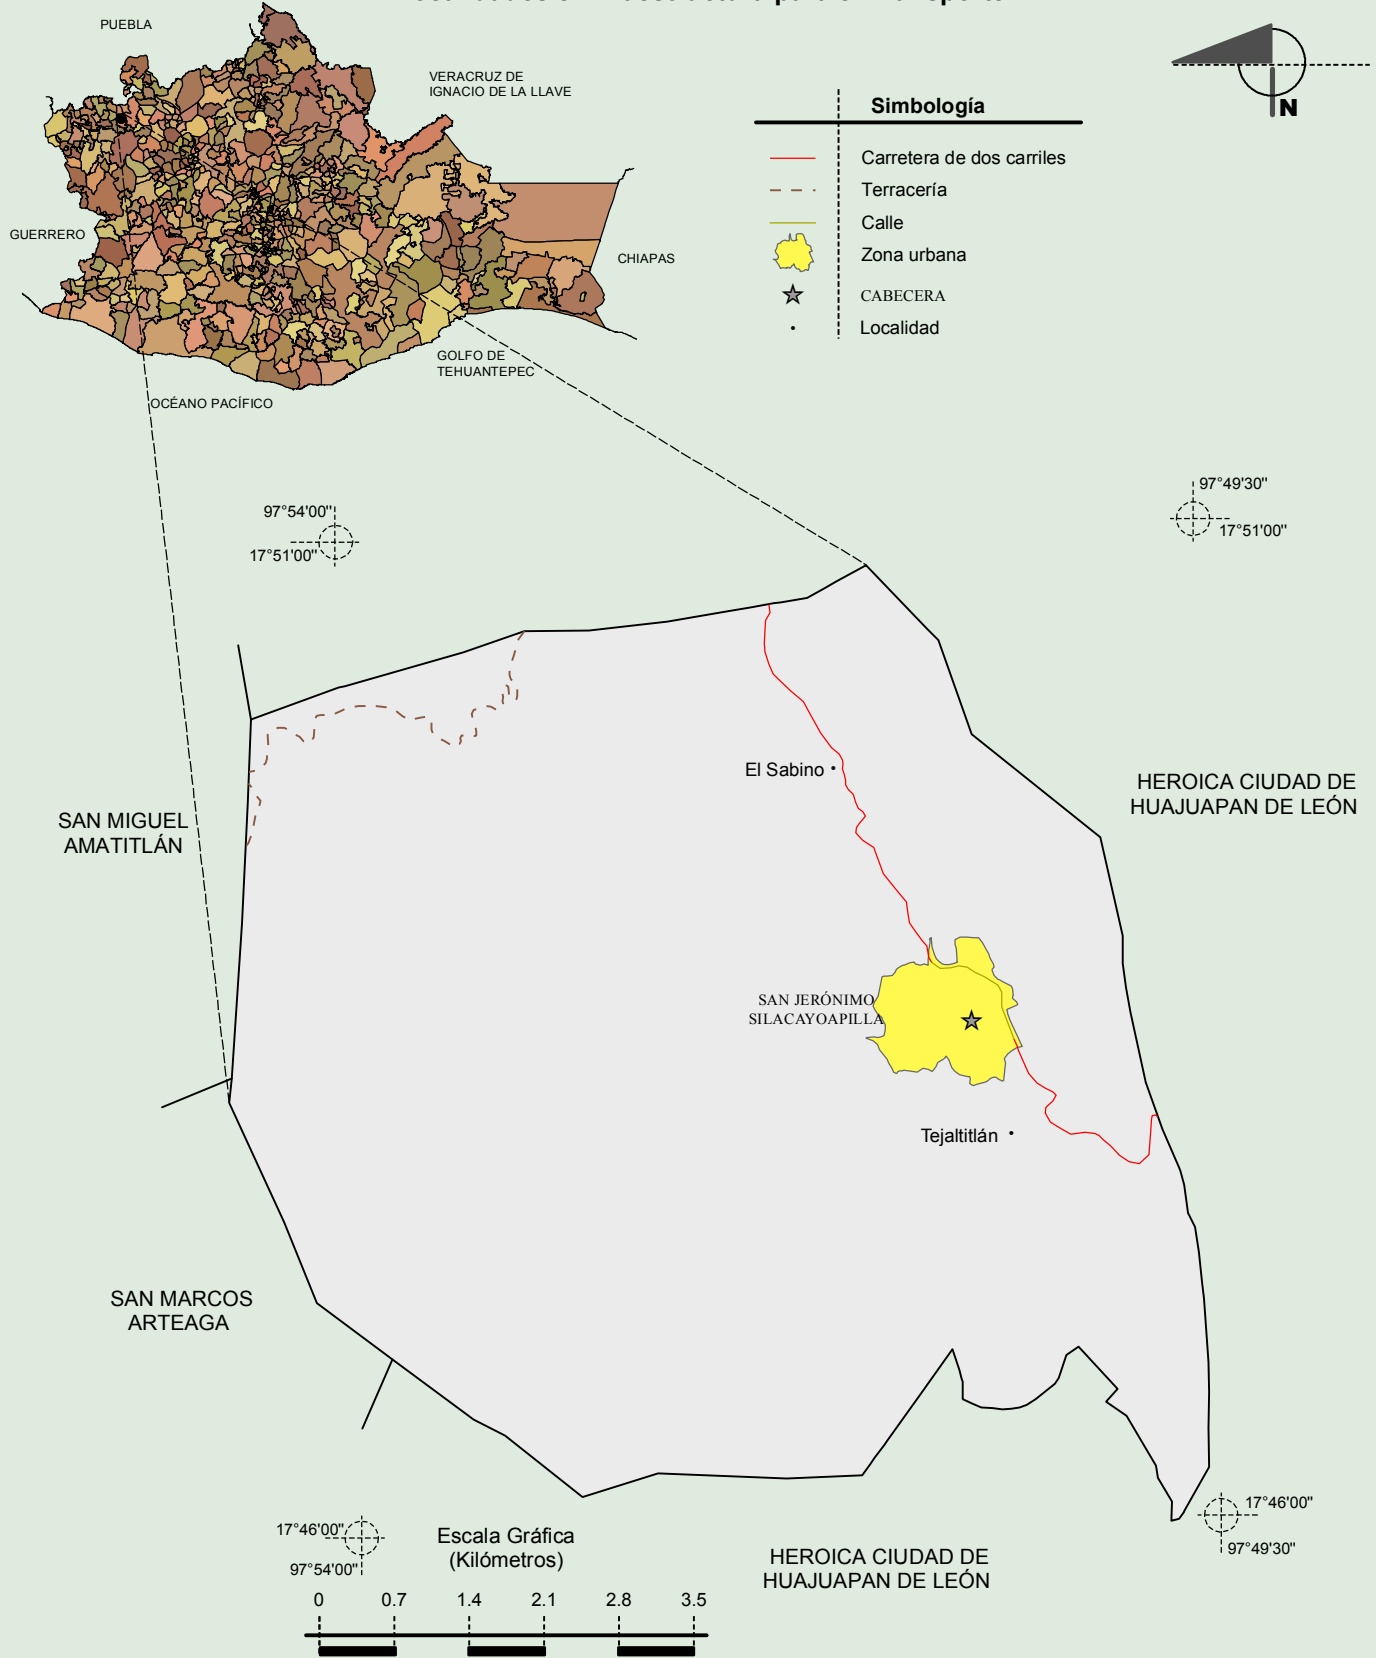 PUEBLA
VERACRUZ DE
IGNACIO DE LA LLAVE
GUERRERO
CHIAPAS
GOLFO DE
TEHUANTEPEC
OCÉANO PACÍFICO
N
Simbología
Carretera de dos carriles
Terracería
Calle
Zona urbana
CABECERA
Localidad
97°54'00"
17°51'00"
97°49'30"
17°51'00"
El Sabino
HEROICA CIUDAD DE
HUAJUAPAN DE LEÓN
SAN MIGUEL
AMATITLÁN
SAN JERÓNIMO
SILACAYOAPILLA
Tejaltitlán
SAN MARCOS
ARTEAGA
17°46'00"
97°54'00"
17°46'00"
97°49'30"
Escala Gráfica
(Kilómetros)
0 0.7 1.4 2.1 2.8 3.5
HEROICA CIUDAD DE
HUAJUAPAN DE LEÓN